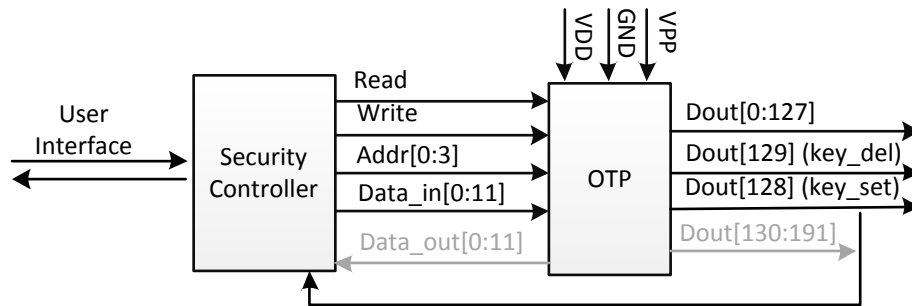 VDD
GND
VPP
User
Interface
Security
Controller
Read
Write
Addr[0:3]
Data_in[0:11]
Data_out[0:11]
OTP
Dout[0:127]
Dout[129] (key_del)
Dout[128] (key_set)
Dout[130:191]